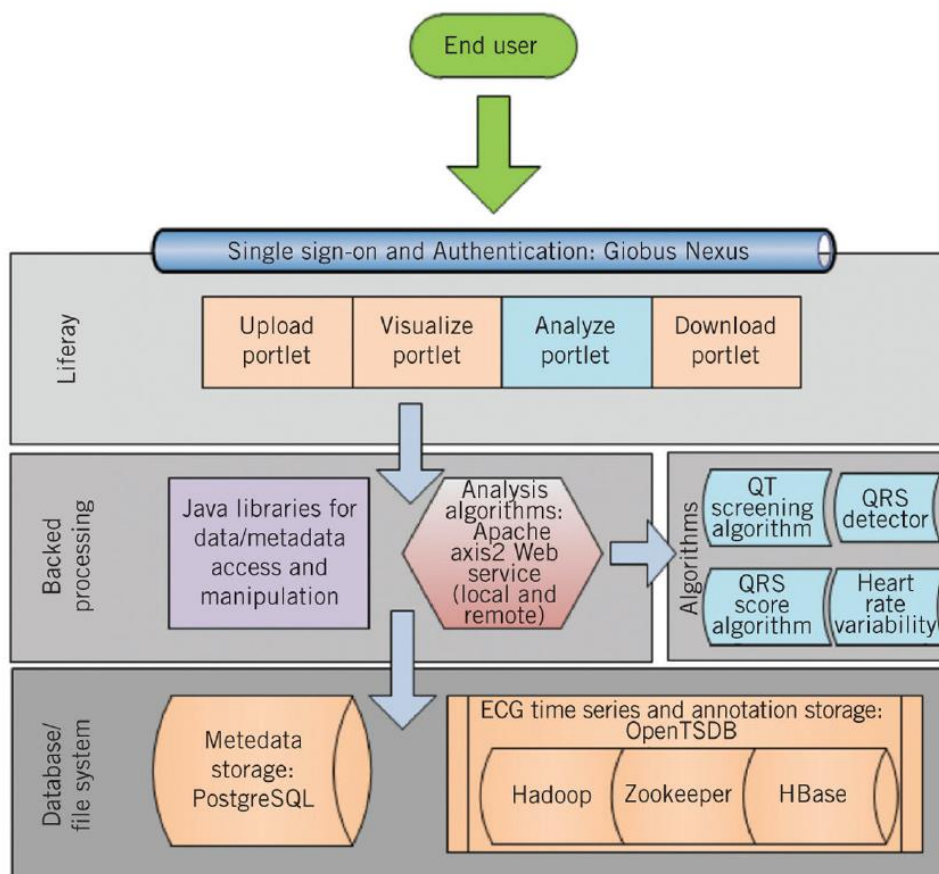 End user
Single sign-on and Authentication: Giobus Nexus
Liferay
Upload
portlet
Visualize
portlet
Analyze
portlet
Download
portlet
Backed
processing
Java libraries for
data/metadata
access and
manipulation
Analysis
algorithms:
Apache
axis2 Web
service
(local and
remote)
Algorithms
QT
screening
algorithm
QRS
detector
QRS
score
algorithm
Heart
rate
variability
Database/
file system
Metedata
storage:
PostgreSQL
ECG time series and annotation storage:
OpenTSDB
Hadoop
Zookeeper
HBase